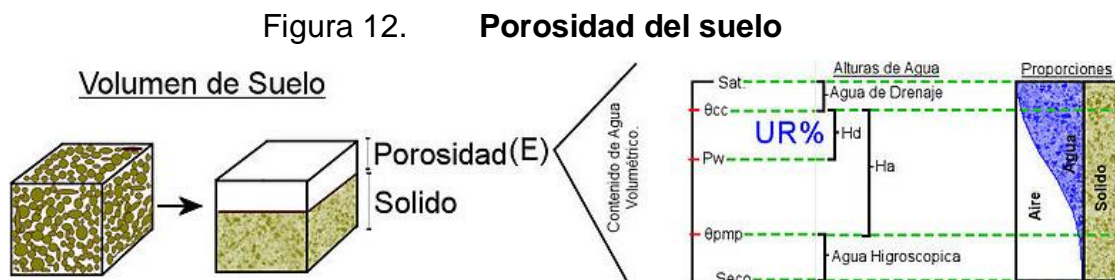 Figura 12. Porosidad del suelo
Volumen de Suelo
Porosidad(E)
Solido
Contenido de Agua
Volumétrico.
Alturas de Agua
Proporciones
Sat.
Agua de Drenaje
θcc
UR%
Hd
Pw
Ha
θpmp
Agua Higroscopica
Seco
Aire
Agua
Solido